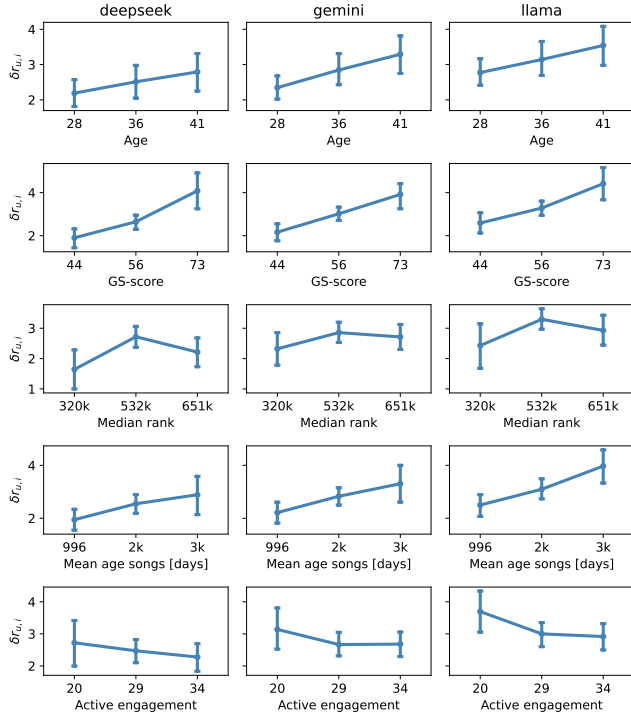 deepseek gemini llama
4
3
2
δr_{u,i}
28 36 41 28 36 41 28 36 41
Age Age Age
4
2
δr_{u,i}
44 56 73 44 56 73 44 56 73
GS-score GS-score GS-score
3
2
1
δr_{u,i}
320k 532k 651k 320k 532k 651k 320k 532k 651k
Median rank Median rank Median rank
4
2
δr_{u,i}
996 2k 3k 996 2k 3k 996 2k 3k
Mean age songs [days] Mean age songs [days] Mean age songs [days]
4
3
2
δr_{u,i}
20 29 34 20 29 34 20 29 34
Active engagement Active engagement Active engagement